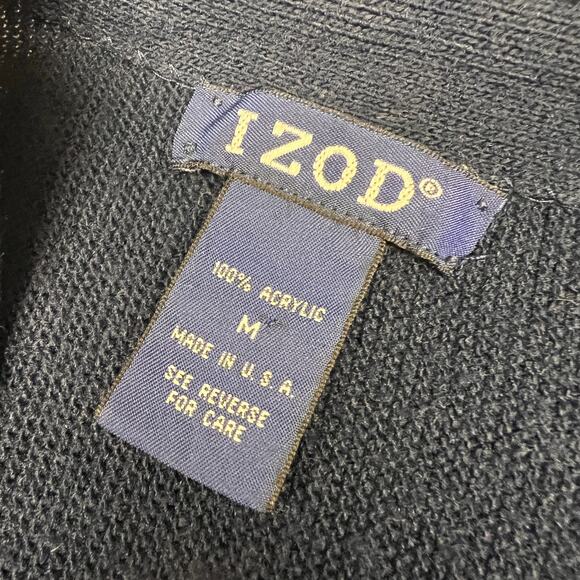 IZOD®
100% ACRYLIC
M
MADE IN U.S.A.
SEE REVERSE
FOR CARE